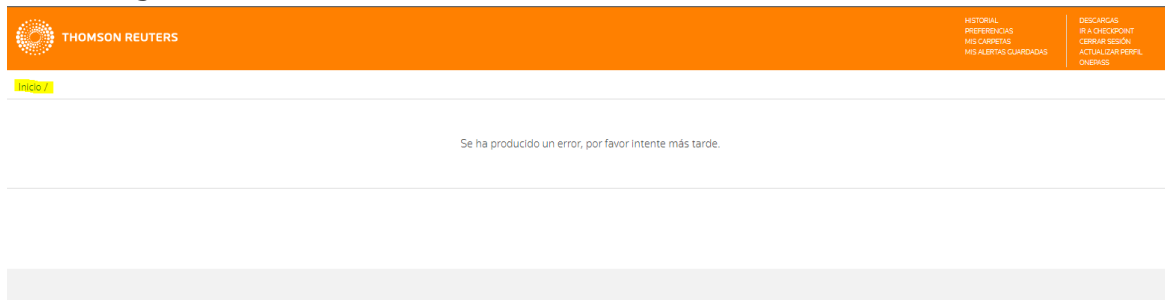 THOMSON REUTERS
HISTORIAL
PREFERENCIAS
MIS CARPETAS
MIS ALERTAS GUARDADAS
DESCARGAS
IR A CHECKPOINT
CERRAR SESIÓN
ACTUALIZAR PERFIL
ONEPASS
Inicio /
Se ha producido un error, por favor intente más tarde.